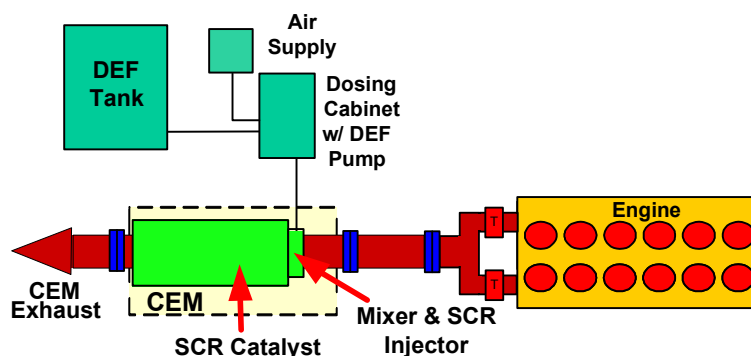 Air
Supply
DEF
Tank
Dosing
Cabinet
w/ DEF
Pump
Engine
T
T
CEM
Exhaust
CEM
SCR Catalyst
Mixer & SCR
Injector